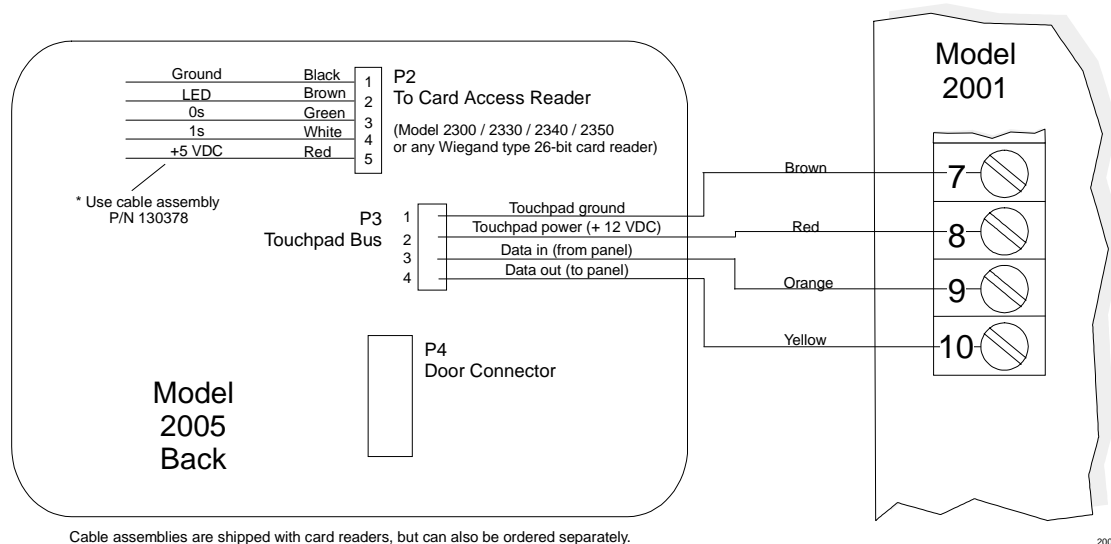 Model
2001
Ground Black 1
LED Brown 2
0s Green 3
1s White 4
+5 VDC Red 5
P2
To Card Access Reader
(Model 2300 / 2330 / 2340 / 2350
or any Wiegand type 26-bit card reader)
* Use cable assembly
P/N 130378
P3
Touchpad Bus
1 Touchpad ground
2 Touchpad power (+ 12 VDC)
3 Data in (from panel)
4 Data out (to panel)
Brown 7
Red 8
Orange 9
Yellow 10
P4
Door Connector
Model
2005
Back
Cable assemblies are shipped with card readers, but can also be ordered separately.
200